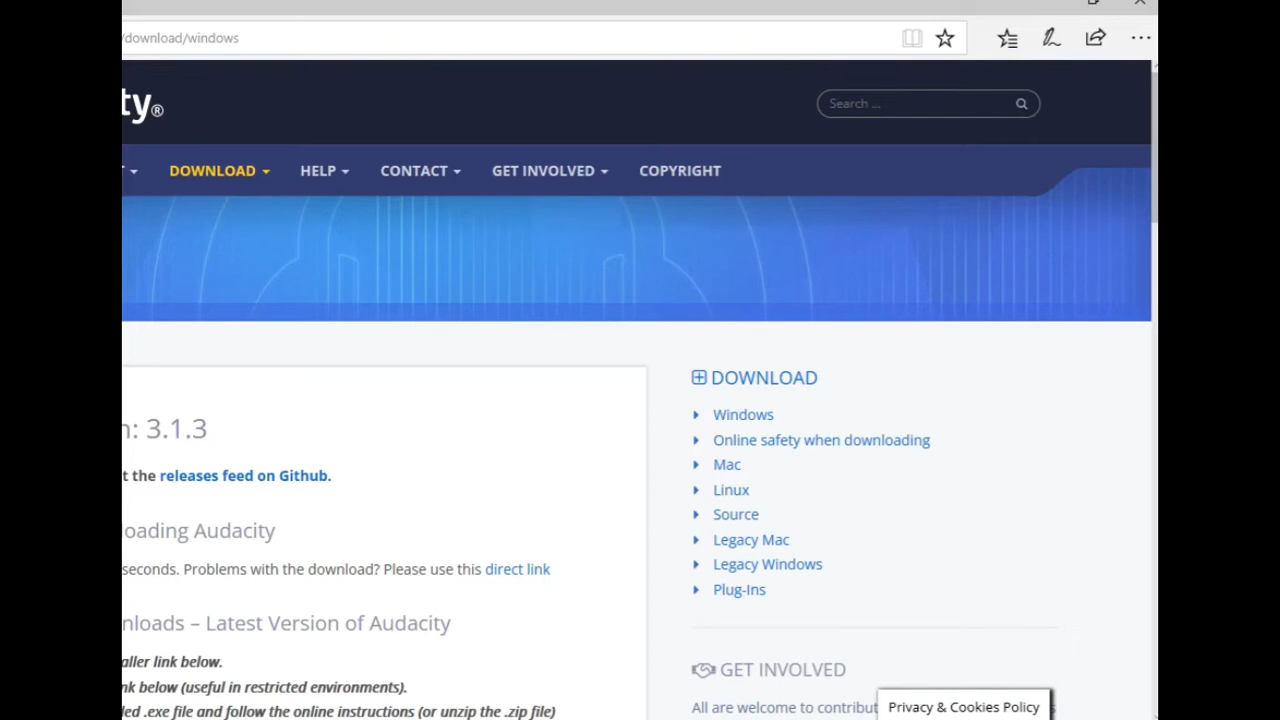 /download/windows
ty®
Search ...
DOWNLOAD HELP CONTACT GET INVOLVED COPYRIGHT
DOWNLOAD
Windows
Online safety when downloading
Mac
Linux
Source
Legacy Mac
Legacy Windows
Plug-Ins
n: 3.1.3
t the releases feed on Github.
loading Audacity
seconds. Problems with the download? Please use this direct link
nloads – Latest Version of Audacity
aller link below.
nk below (useful in restricted environments).
led .exe file and follow the online instructions (or unzip the .zip file)
GET INVOLVED
All are welcome to contribut
Privacy & Cookies Policy